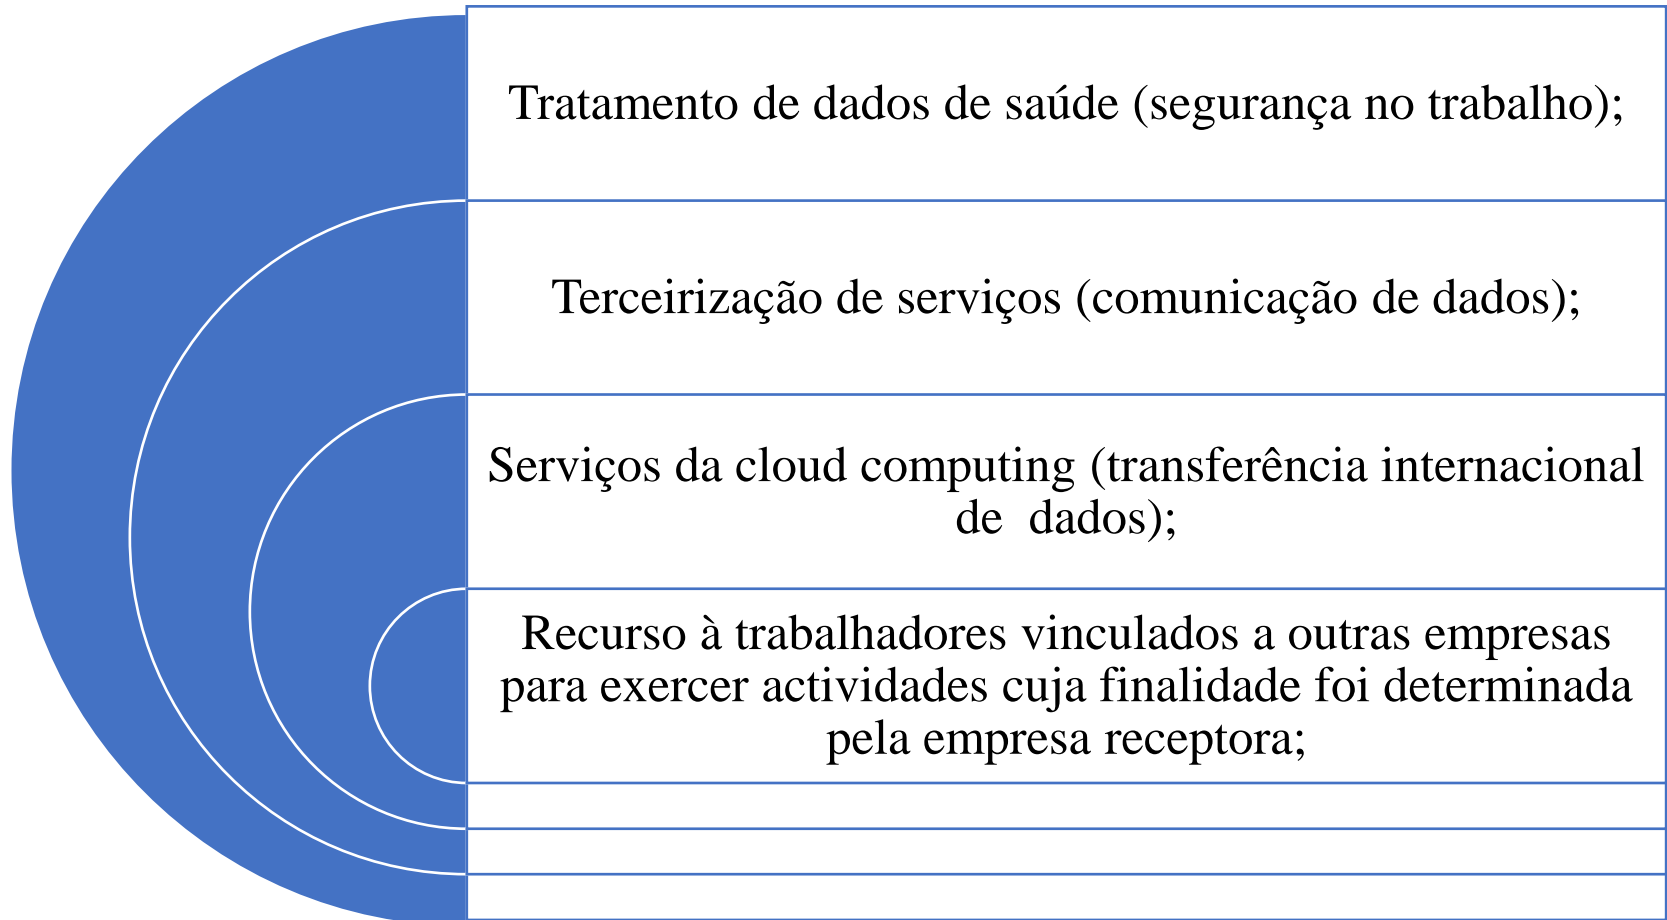 Tratamento de dados de saúde (segurança no trabalho);
Terceirização de serviços (comunicação de dados);
Serviços da cloud computing (transferência internacional
de  dados);
Recurso à trabalhadores vinculados a outras empresas
para exercer actividades cuja finalidade foi determinada
pela empresa receptora;